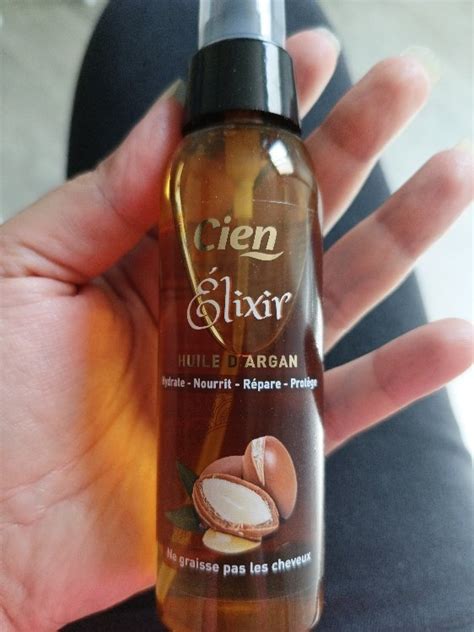 Cien
Élixir
HUILE D'ARGAN
Hydrate - Nourrit - Répare - Protège
Ne graisse pas les cheveux